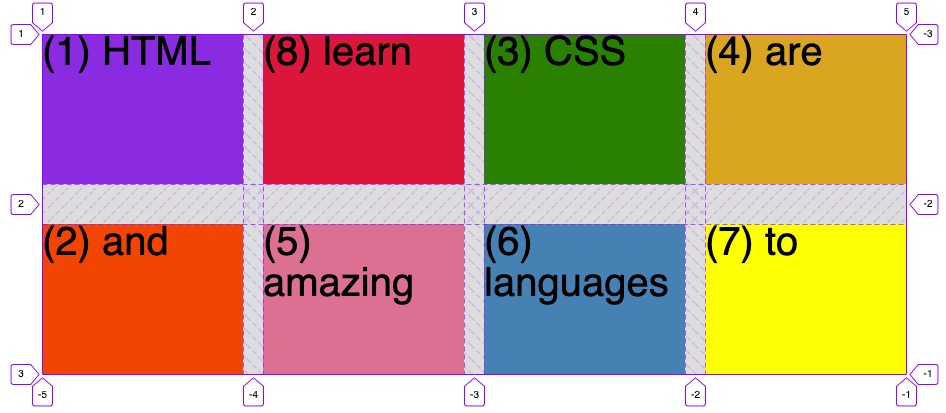 1 2 3 4 5
1 -3
(1) HTML (8) learn (3) CSS (4) are
2 -2
(2) and (5) (6) (7) to
amazing languages
3 -1
-5 -4 -3 -2 -1